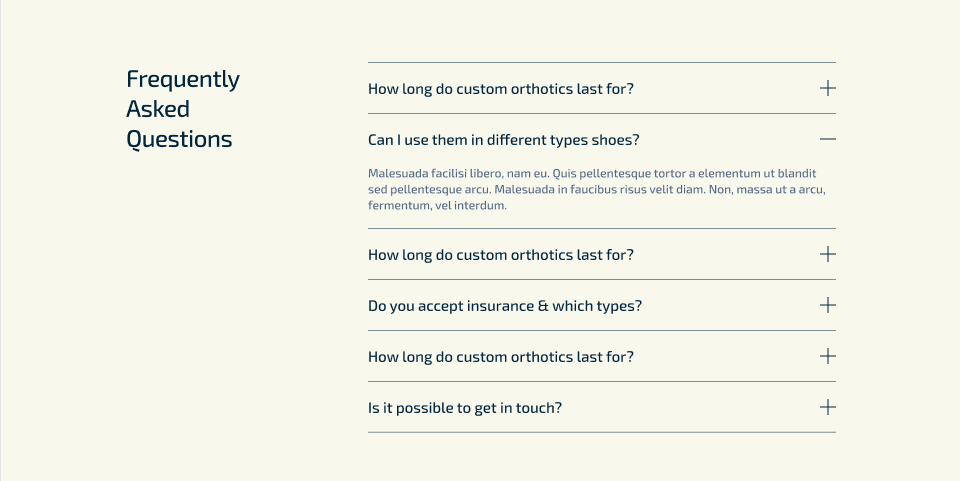 Frequently
Asked
Questions
How long do custom orthotics last for?
Can I use them in different types shoes?
Malesuada facilisi libero, nam eu. Quis pellentesque tortor a elementum ut blandit
sed pellentesque arcu. Malesuada in faucibus risus velit diam. Non, massa ut a arcu,
fermentum, vel interdum.
How long do custom orthotics last for?
Do you accept insurance & which types?
How long do custom orthotics last for?
Is it possible to get in touch?